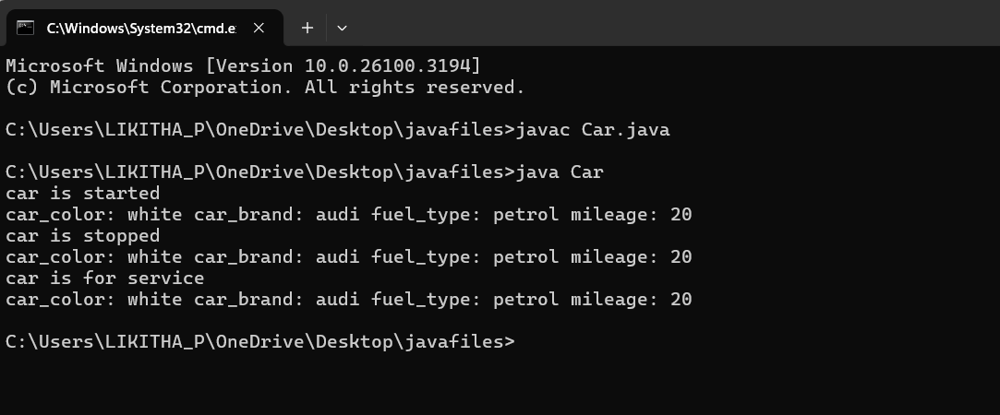 C:\Windows\System32\cmd.e
Microsoft Windows [Version 10.0.26100.3194]
(c) Microsoft Corporation. All rights reserved.
C:\Users\LIKITHA_P\OneDrive\Desktop\javafiles>javac Car.java
C:\Users\LIKITHA_P\OneDrive\Desktop\javafiles>java Car
car is started
car_color: white car_brand: audi fuel_type: petrol mileage: 20
car is stopped
car_color: white car_brand: audi fuel_type: petrol mileage: 20
car is for service
car_color: white car_brand: audi fuel_type: petrol mileage: 20
C:\Users\LIKITHA_P\OneDrive\Desktop\javafiles>